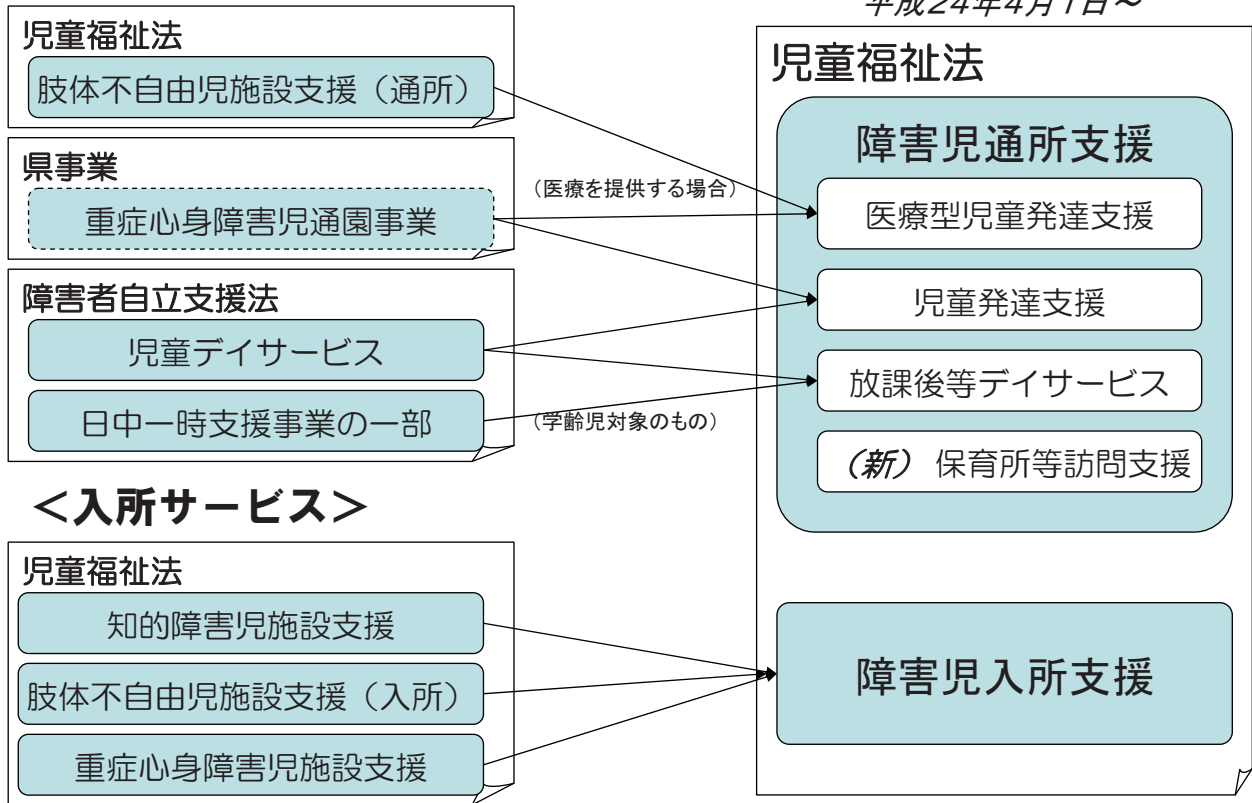 平成24年4月1日～
児童福祉法
肢体不自由児施設支援（通所）
県事業
重症心身障害児通園事業
（医療を提供する場合）
障害者自立支援法
児童デイサービス
日中一時支援事業の一部
（学齢児対象のもの）
＜入所サービス＞
児童福祉法
知的障害児施設支援
肢体不自由児施設支援（入所）
重症心身障害児施設支援
児童福祉法
障害児通所支援
医療型児童発達支援
児童発達支援
放課後等デイサービス
（新）保育所等訪問支援
障害児入所支援